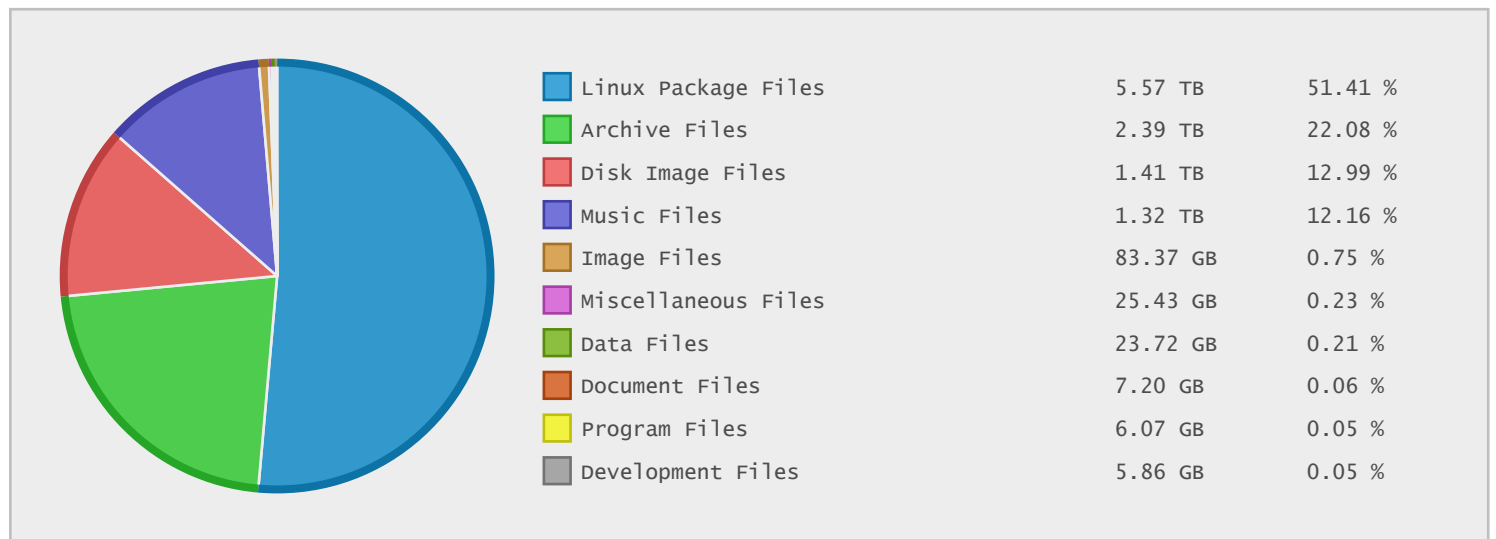 Linux Package Files 5.57 TB 51.41 %
Archive Files 2.39 TB 22.08 %
Disk Image Files 1.41 TB 12.99 %
Music Files 1.32 TB 12.16 %
Image Files 83.37 GB 0.75 %
Miscellaneous Files 25.43 GB 0.23 %
Data Files 23.72 GB 0.21 %
Document Files 7.20 GB 0.06 %
Program Files 6.07 GB 0.05 %
Development Files 5.86 GB 0.05 %